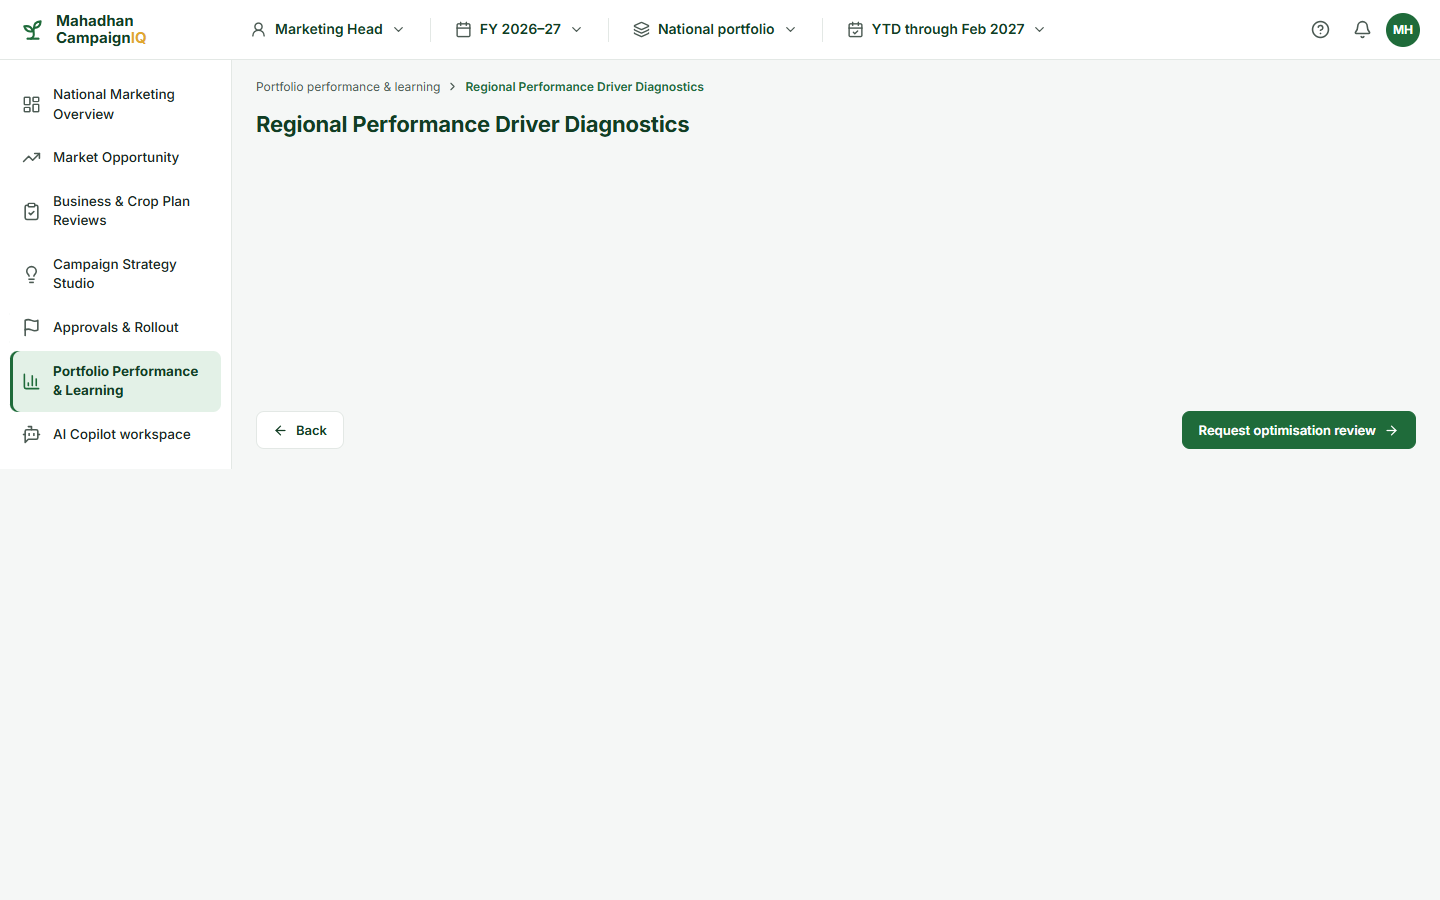 Mahadhan
CampaignIQ
Marketing Head
FY 2026–27
National portfolio
YTD through Feb 2027
MH
National Marketing
Overview
Market Opportunity
Business & Crop Plan
Reviews
Campaign Strategy
Studio
Approvals & Rollout
Portfolio Performance
& Learning
AI Copilot workspace
Portfolio performance & learning
Regional Performance Driver Diagnostics
Regional Performance Driver Diagnostics
Back
Request optimisation review